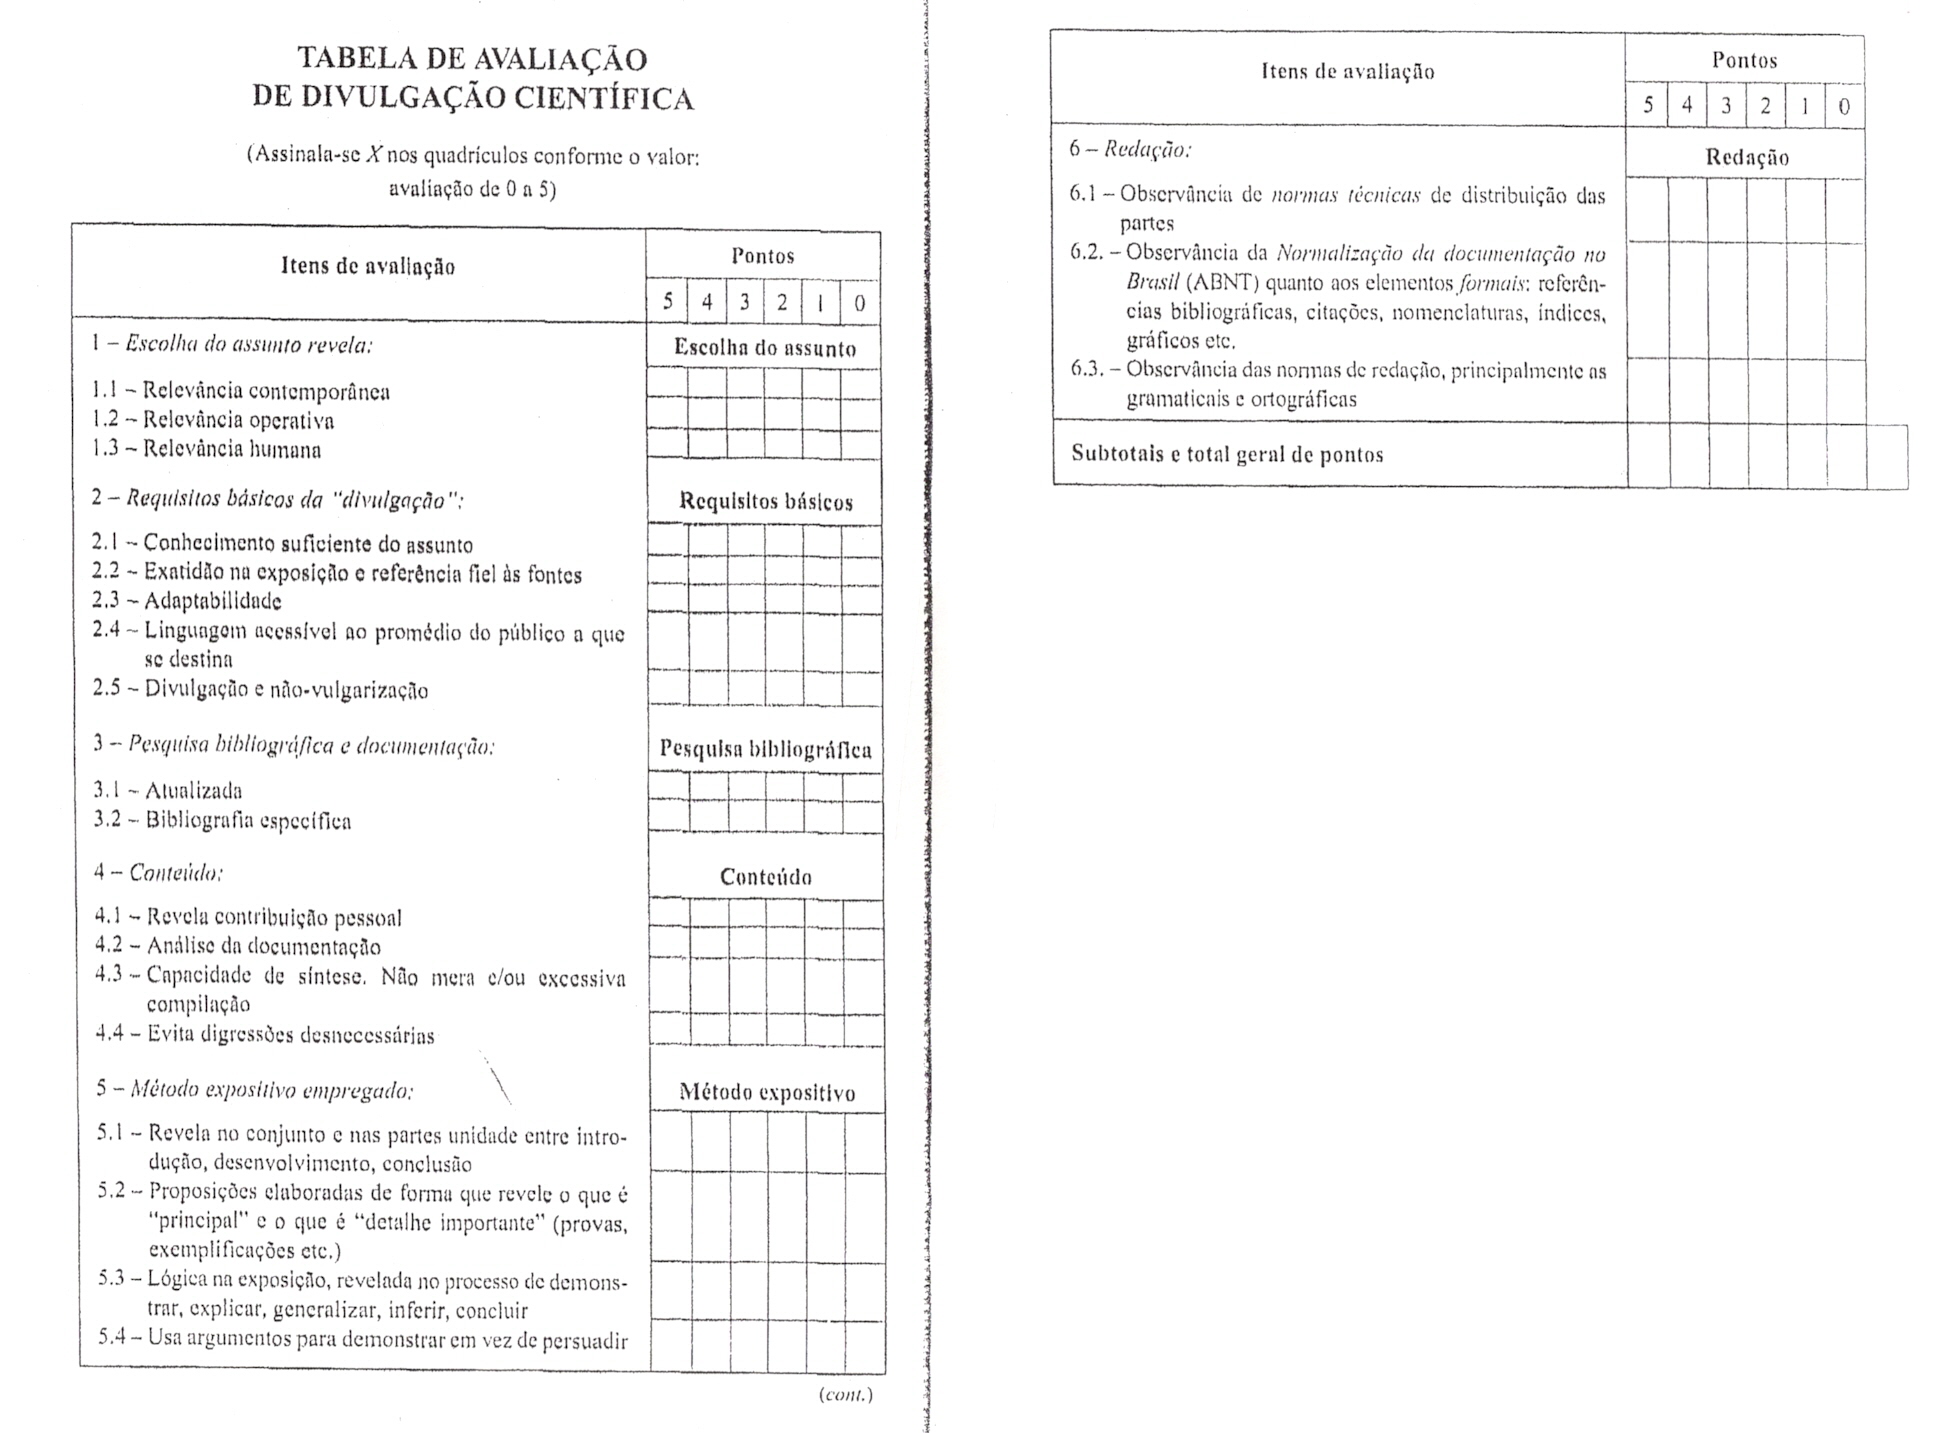 TABELA DE AVALIAÇÃO
DE DIVULGAÇÃO CIENTÍFICA
(Assinala-se X nos quadrículos conforme o valor:
avaliação de 0 a 5)
Itens de avaliação
Pontos
5 4 3 2 1 0
1 – Escolha do assunto revela:
Escolha do assunto
1.1 – Relevância contemporânea
1.2 – Relevância operativa
1.3 – Relevância humana
2 – Requisitos básicos da "divulgação":
Requisitos básicos
2.1 – Conhecimento suficiente do assunto
2.2 – Exatidão na exposição e referência fiel às fontes
2.3 – Adaptabilidade
2.4 – Linguagem acessível ao promédio do público a que
se destina
2.5 – Divulgação e não-vulgarização
3 – Pesquisa bibliográfica e documentação:
Pesquisa bibliográfica
3.1 – Atualizada
3.2 – Bibliografia específica
4 – Conteúdo:
Conteúdo
4.1 – Revela contribuição pessoal
4.2 – Análise da documentação
4.3 – Capacidade de síntese. Não mera e/ou excessiva
compilação
4.4 – Evita digressões desnecessárias
5 – Método expositivo empregado:
Método expositivo
5.1 – Revela no conjunto e nas partes unidade entre intro-
dução, desenvolvimento, conclusão
5.2 – Proposições elaboradas de forma que revele o que é
"principal" e o que é "detalhe importante" (provas,
exemplificações etc.)
5.3 – Lógica na exposição, revelada no processo de demons-
trar, explicar, generalizar, inferir, concluir
5.4 – Usa argumentos para demonstrar em vez de persuadir
(cont.)
Itens de avaliação
Pontos
5 4 3 2 1 0
6 – Redação:
Redação
6.1 – Observância de normas técnicas de distribuição das
partes
6.2. – Observância da Normalização da documentação no
Brasil (ABNT) quanto aos elementos formais: referên-
cias bibliográficas, citações, nomenclaturas, índices,
gráficos etc.
6.3. – Observância das normas de redação, principalmente as
gramaticais e ortográficas
Subtotais e total geral de pontos